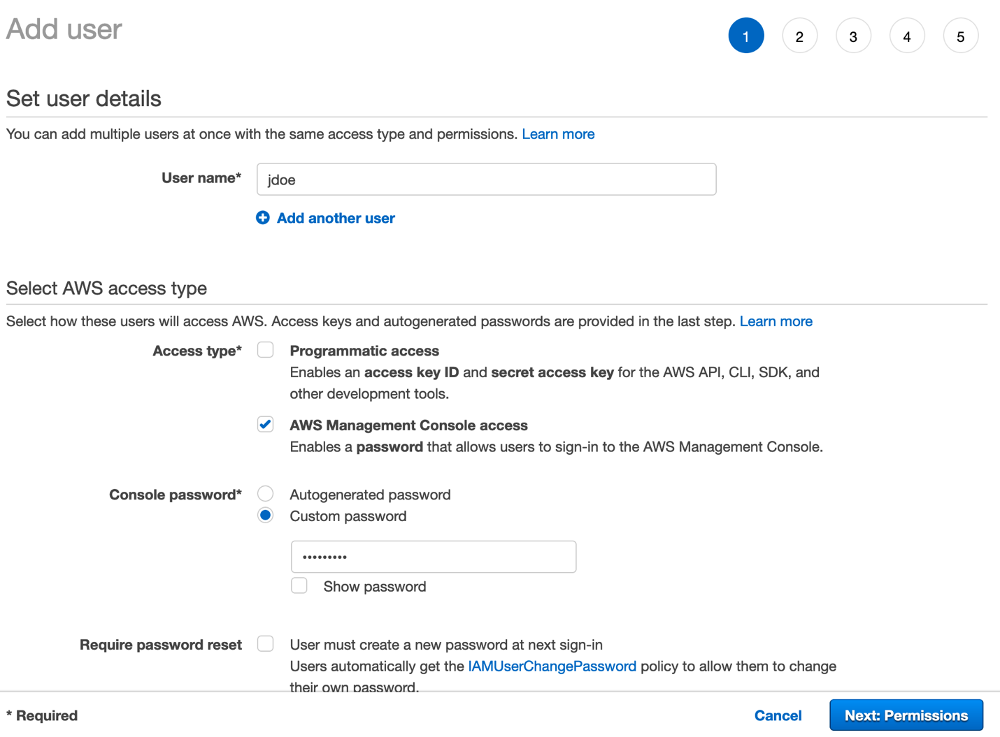 Add user
1 2 3 4 5
Set user details
You can add multiple users at once with the same access type and permissions. Learn more
User name* jdoe
Add another user
Select AWS access type
Select how these users will access AWS. Access keys and autogenerated passwords are provided in the last step. Learn more
Access type* Programmatic access
Enables an access key ID and secret access key for the AWS API, CLI, SDK, and
other development tools.
AWS Management Console access
Enables a password that allows users to sign-in to the AWS Management Console.
Console password* Autogenerated password
Custom password
•••••••••
Show password
Require password reset User must create a new password at next sign-in
Users automatically get the IAMUserChangePassword policy to allow them to change
their own password.
* Required Cancel Next: Permissions